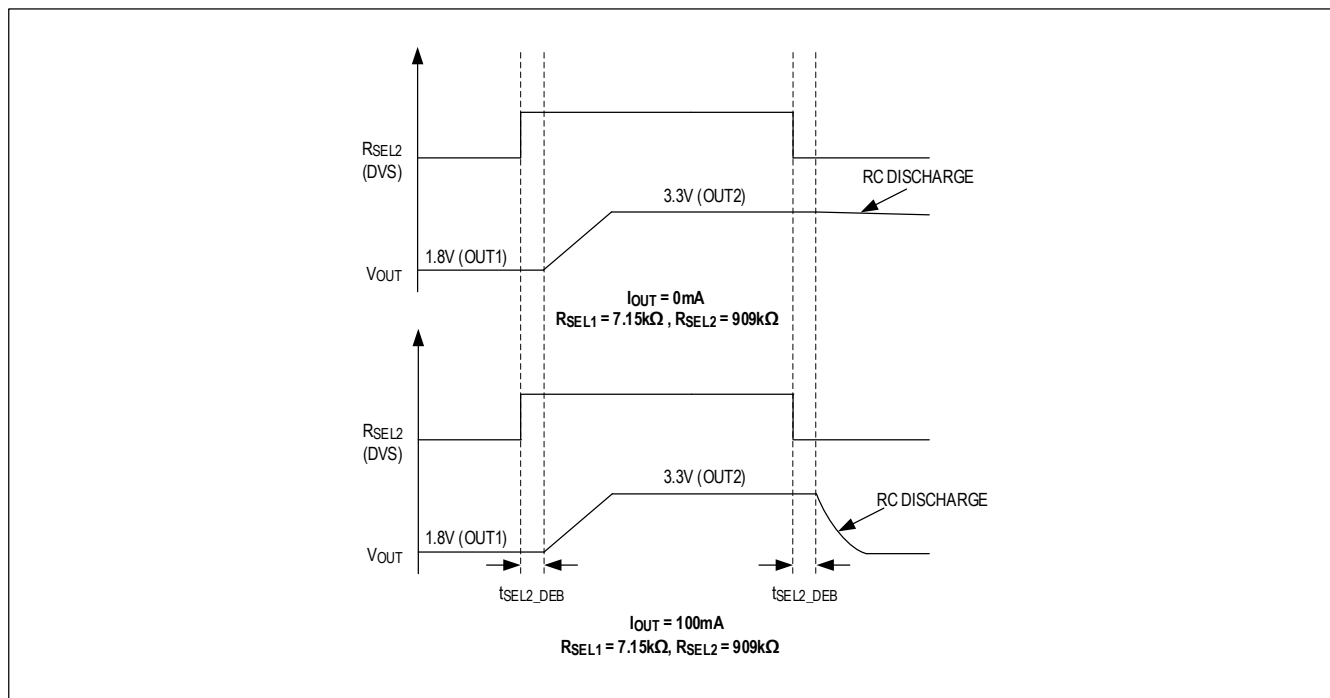 RSEL2
(DVS)
RC DISCHARGE
3.3V (OUT2)
1.8V (OUT1)
VOUT
IOUT = 0mA
RSEL1 = 7.15kΩ , RSEL2 = 909kΩ
RSEL2
(DVS)
3.3V (OUT2)
RC DISCHARGE
1.8V (OUT1)
VOUT
tSEL2_DEB
tSEL2_DEB
IOUT = 100mA
RSEL1 = 7.15kΩ, RSEL2 = 909kΩ